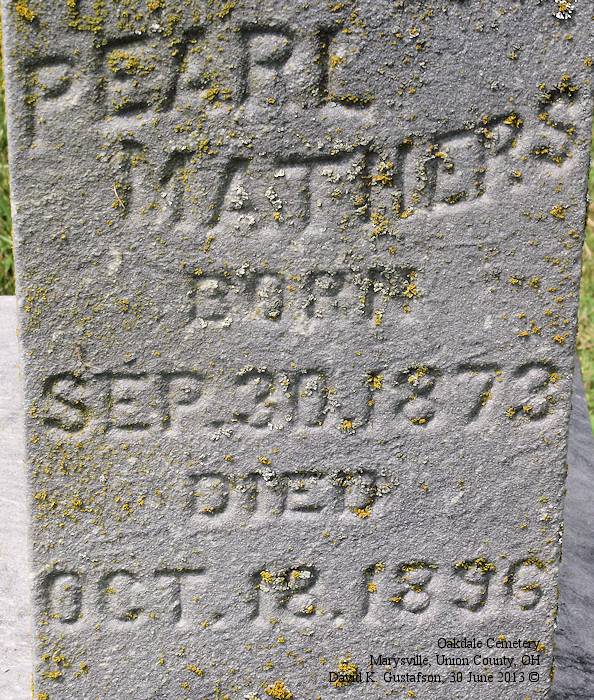 PEARL
MATHERS
BORN
SEP. 30. 1873
DIED
OCT. 12. 1896
Oakdale Cemetery
Marysville, Union County, OH
David K. Gustafson, 30 June 2013 ©